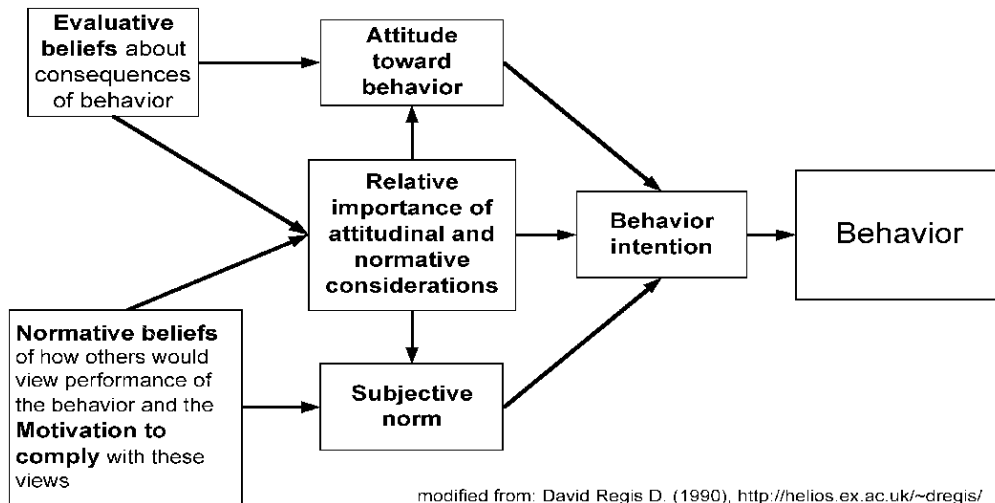 Evaluative
beliefs about
consequences
of behavior
Attitude
toward
behavior
Relative
importance of
attitudinal and
normative
considerations
Behavior
intention
Behavior
Normative beliefs
of how others would
view performance of
the behavior and the
Motivation to
comply with these
views
Subjective
norm
modified from: David Regis D. (1990), http://helios.ex.ac.uk/~dregis/